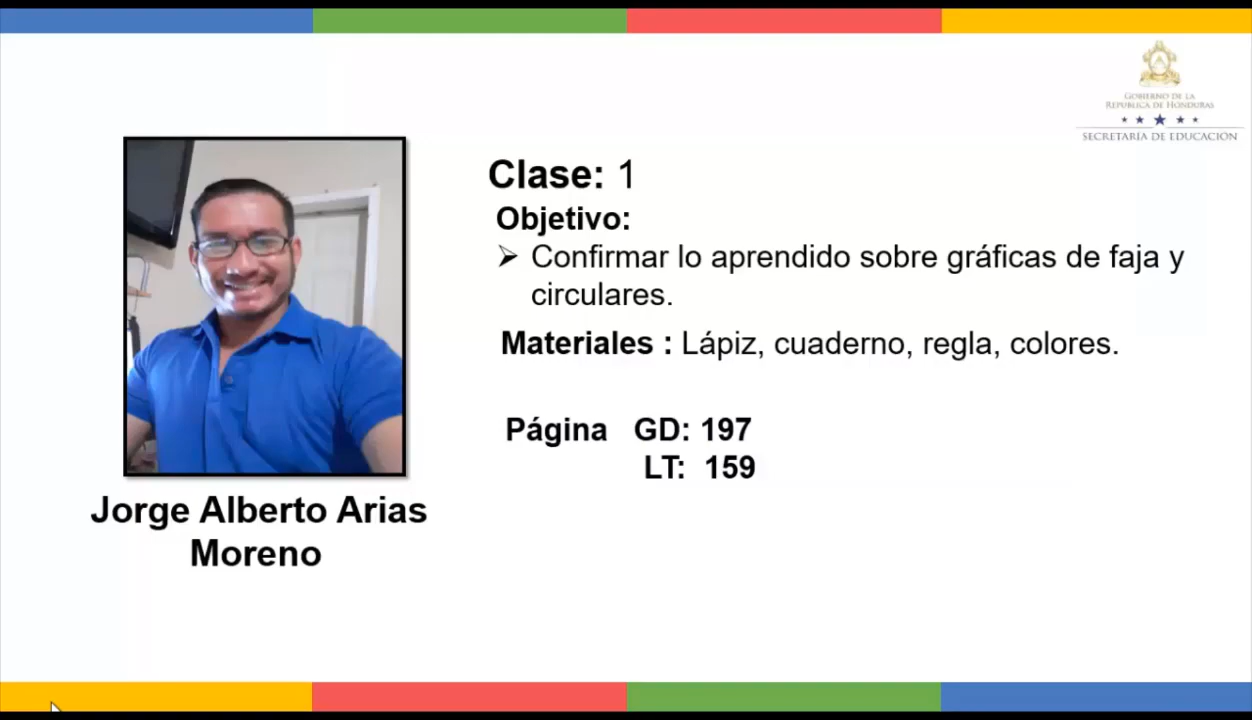 GOBIERNO DE LA
REPÚBLICA DE HONDURAS
SECRETARÍA DE EDUCACIÓN
Clase: 1
Objetivo:
➢ Confirmar lo aprendido sobre gráficas de faja y
circulares.
Materiales : Lápiz, cuaderno, regla, colores.
Página GD: 197
LT: 159
Jorge Alberto Arias
Moreno